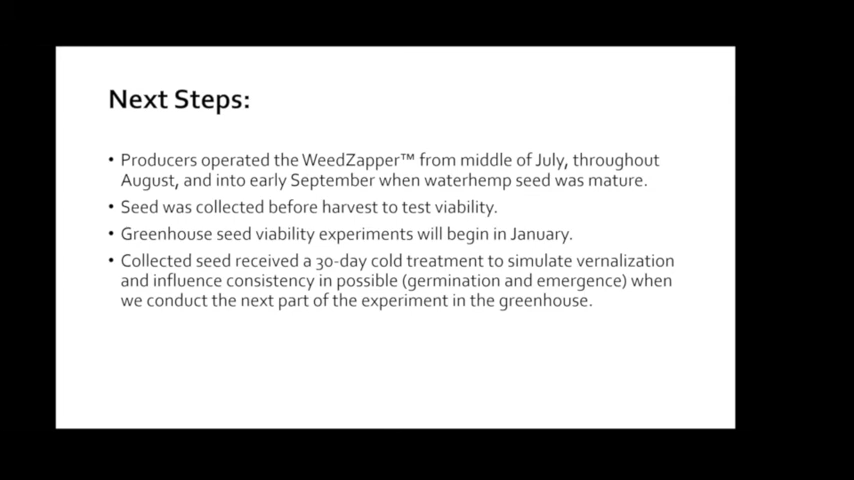 Next Steps:
• Producers operated the WeedZapper™ from middle of July, throughout
August, and into early September when waterhemp seed was mature.
• Seed was collected before harvest to test viability.
• Greenhouse seed viability experiments will begin in January.
• Collected seed received a 30-day cold treatment to simulate vernalization
and influence consistency in possible (germination and emergence) when
we conduct the next part of the experiment in the greenhouse.